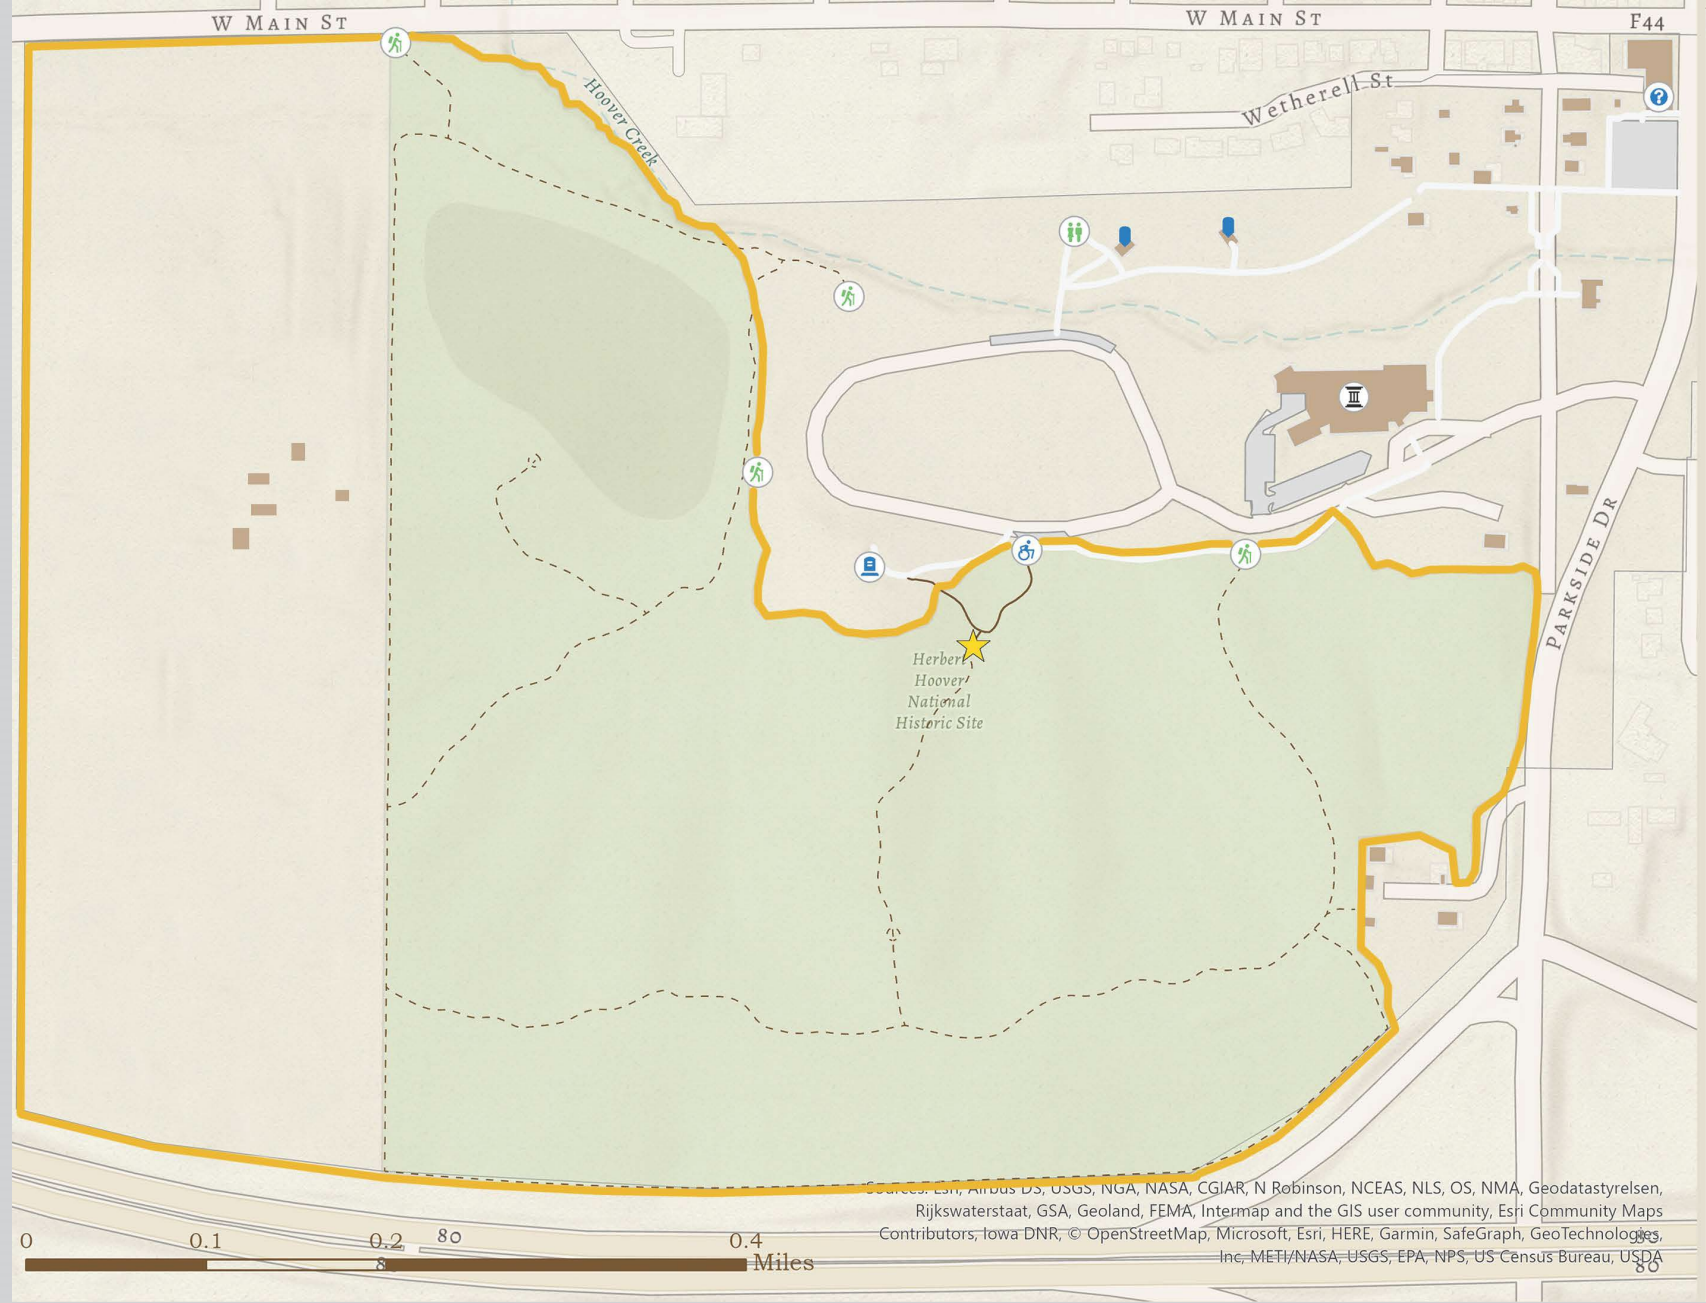 W MAIN ST
W MAIN ST
F44
Hoover Creek
Wetherell St
?
PARKSIDE DR
Herbert
Hoover
National
Historic Site
Sources: Esri, Airbus DS, USGS, NGA, NASA, CGIAR, N Robinson, NCEAS, NLS, OS, NMA, Geodatastyrelsen,
Rijkswaterstaat, GSA, Geoland, FEMA, Intermap and the GIS user community, Esri Community Maps
Contributors, Iowa DNR, © OpenStreetMap, Microsoft, Esri, HERE, Garmin, SafeGraph, GeoTechnologies,
Inc, METI/NASA, USGS, EPA, NPS, US Census Bureau, USDA
0 0.1 0.2 0.4
Miles
80
80